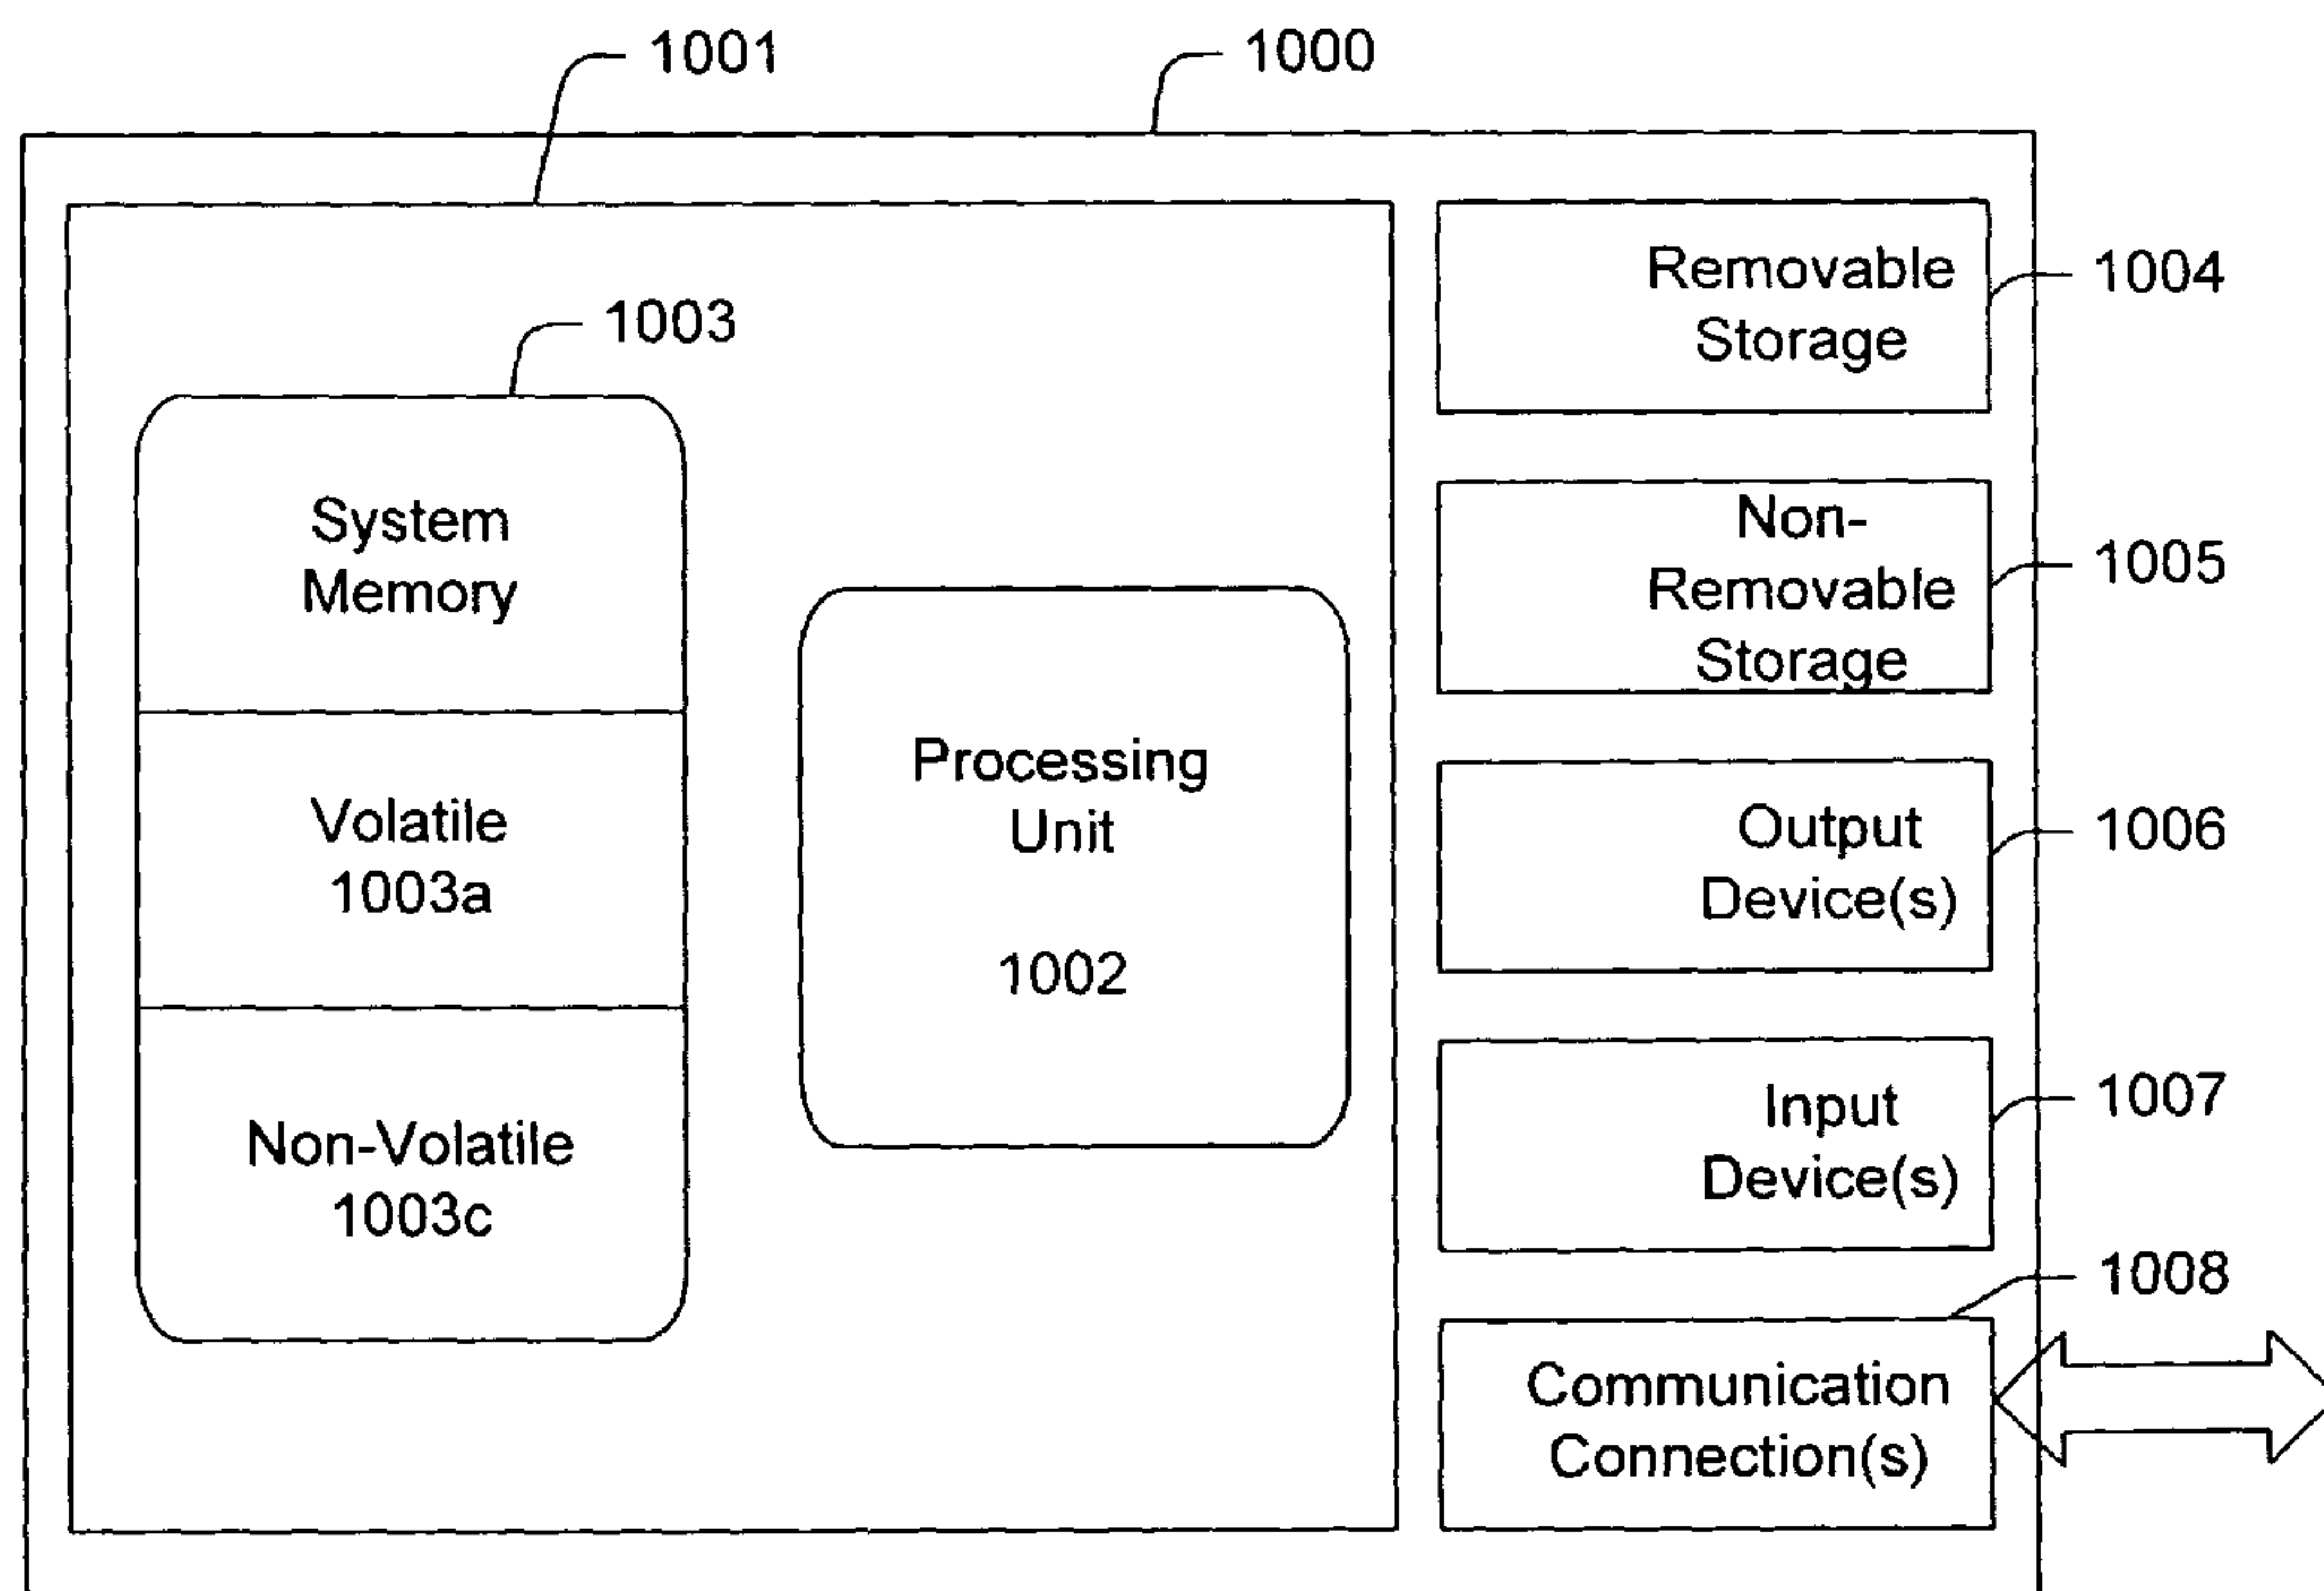 1001
1000
1003
System
Memory
Volatile
1003a
Non-Volatile
1003c
Processing
Unit
1002
Removable
Storage
1004
Non-
Removable
Storage
1005
Output
Device(s)
1006
Input
Device(s)
1007
1008
Communication
Connection(s)